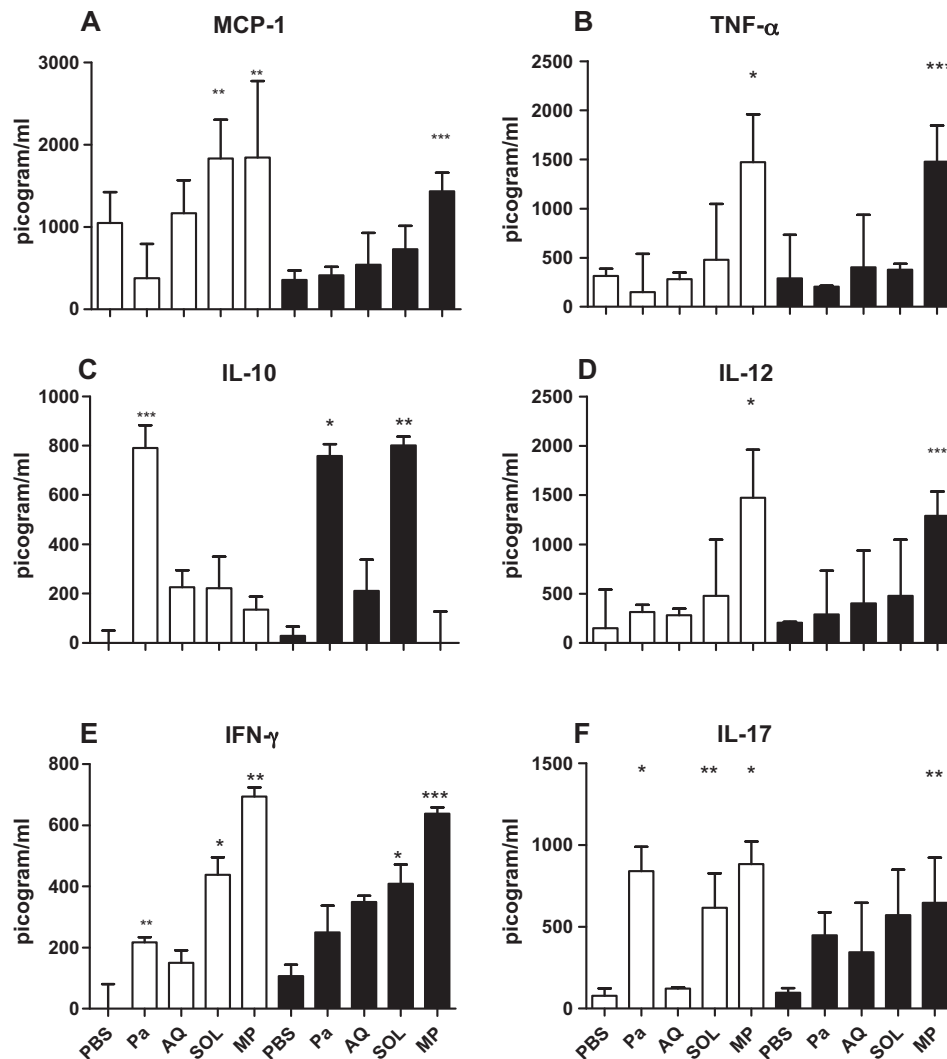 A MCP-1
3000
2000
1000
0
picogram/ml
** ** ***
B TNF-α
2500
2000
1500
1000
500
0
picogram/ml
* ***
C IL-10
1000
800
600
400
200
0
picogram/ml
*** * **
D IL-12
2500
2000
1500
1000
500
0
picogram/ml
* ***
E IFN-γ
800
600
400
200
0
picogram/ml
** * ** * ***
PBS Pa AQ SOL MP PBS Pa AQ SOL MP
F IL-17
1500
1000
500
0
picogram/ml
* ** * **
PBS Pa AQ SOL MP PBS Pa AQ SOL MP